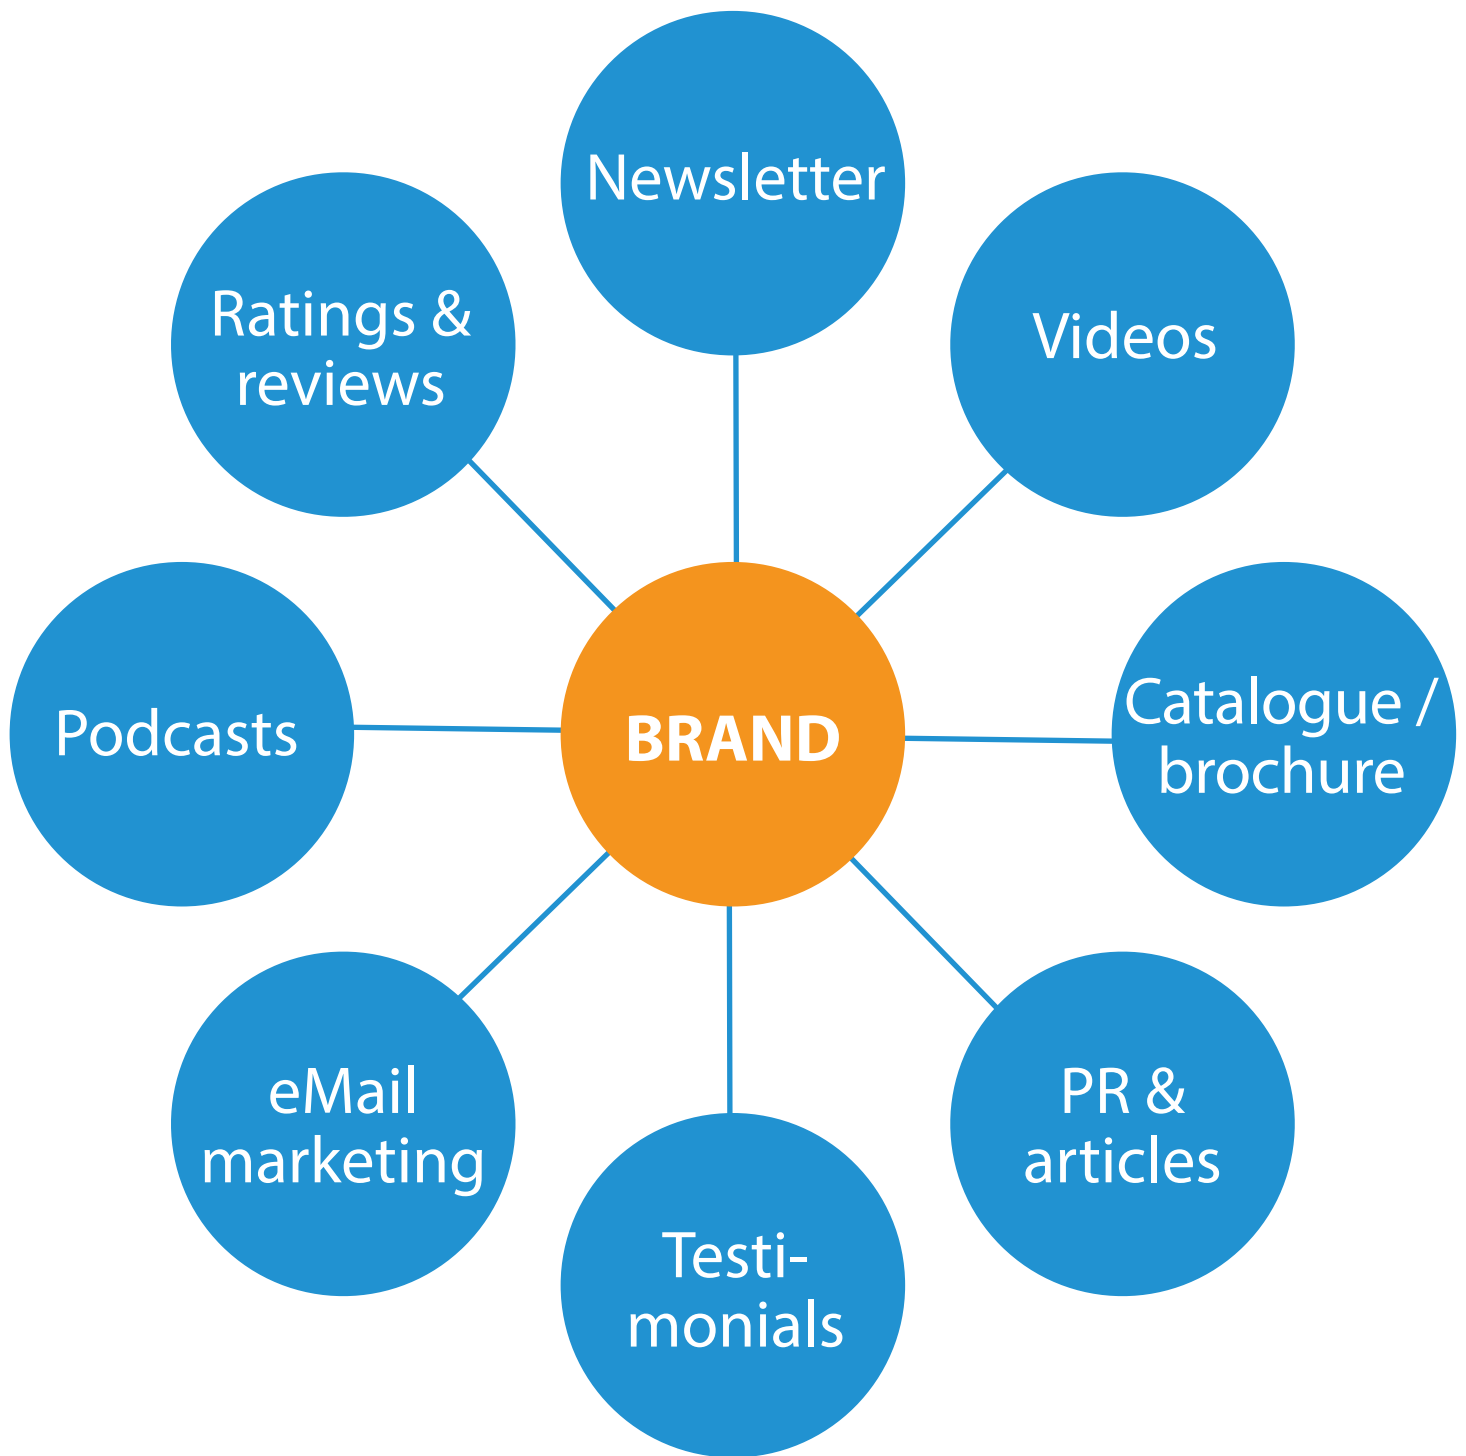 Newsletter
Ratings &
reviews
Videos
Podcasts
BRAND
Catalogue /
brochure
eMail
marketing
PR &
articles
Testi-
monials